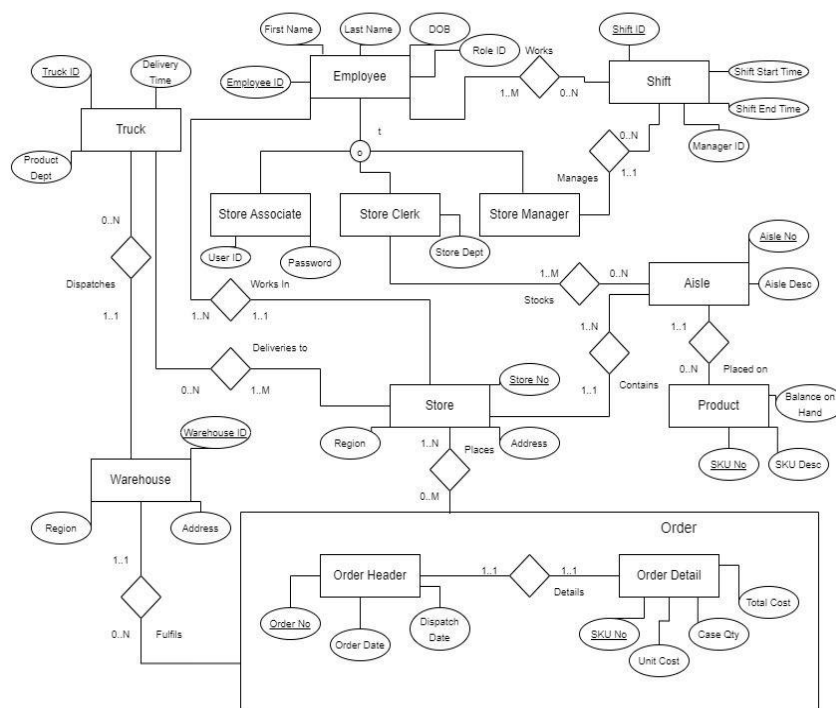 First Name
Last Name
DOB
Role ID
Employee ID
Employee
Works
1..M
0..N
Shift ID
Shift
Shift Start Time
Shift End Time
Manager ID
Truck ID
Delivery
Time
Truck
Product
Dept
t
o
0..N
Manages
1..1
Store Associate
Store Clerk
Store Manager
User ID
Password
Store Dept
0..N
Dispatches
1..1
Works In
1..N
1..1
1..M
0..N
Stocks
Aisle No
Aisle
Aisle Desc
1..N
1..1
Contains
1..1
0..N
Placed on
Deliveries to
0..N
1..M
Store No
Store
Region
Address
Product
Balance on
Hand
SKU No
SKU Desc
1..N
Places
0..M
Warehouse ID
Warehouse
Region
Address
1..1
0..N
Fulfils
Order
Order Header
1..1
1..1
Details
Order Detail
Order No
Order Date
Dispatch
Date
SKU No
Unit Cost
Case Qty
Total Cost